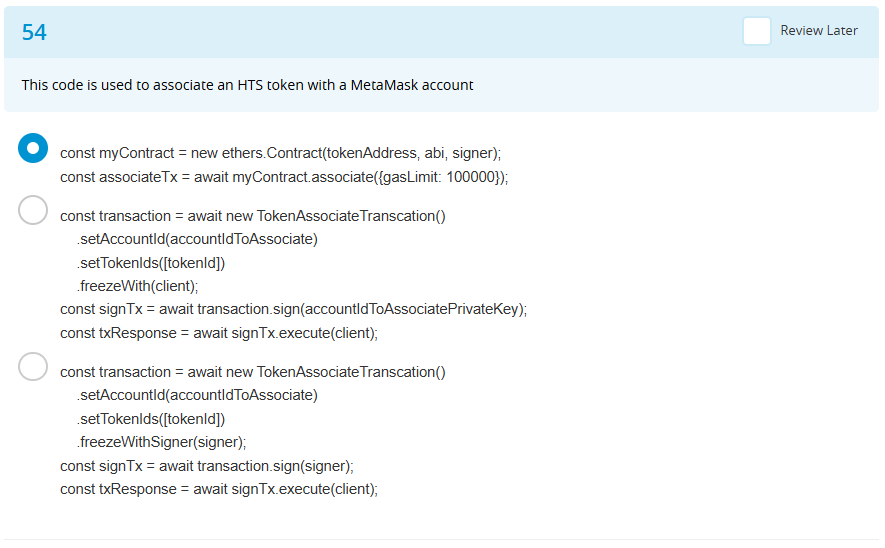 54
Review Later
This code is used to associate an HTS token with a MetaMask account
const myContract = new ethers.Contract(tokenAddress, abi, signer);
const associateTx = await myContract.associate({gasLimit: 100000});
const transaction = await new TokenAssociateTranscation()
.setAccountId(accountIdToAssociate)
.setTokenIds([tokenId])
.freezeWith(client);
const signTx = await transaction.sign(accountIdToAssociatePrivateKey);
const txResponse = await signTx.execute(client);
const transaction = await new TokenAssociateTranscation()
.setAccountId(accountIdToAssociate)
.setTokenIds([tokenId])
.freezeWithSigner(signer);
const signTx = await transaction.sign(signer);
const txResponse = await signTx.execute(client);